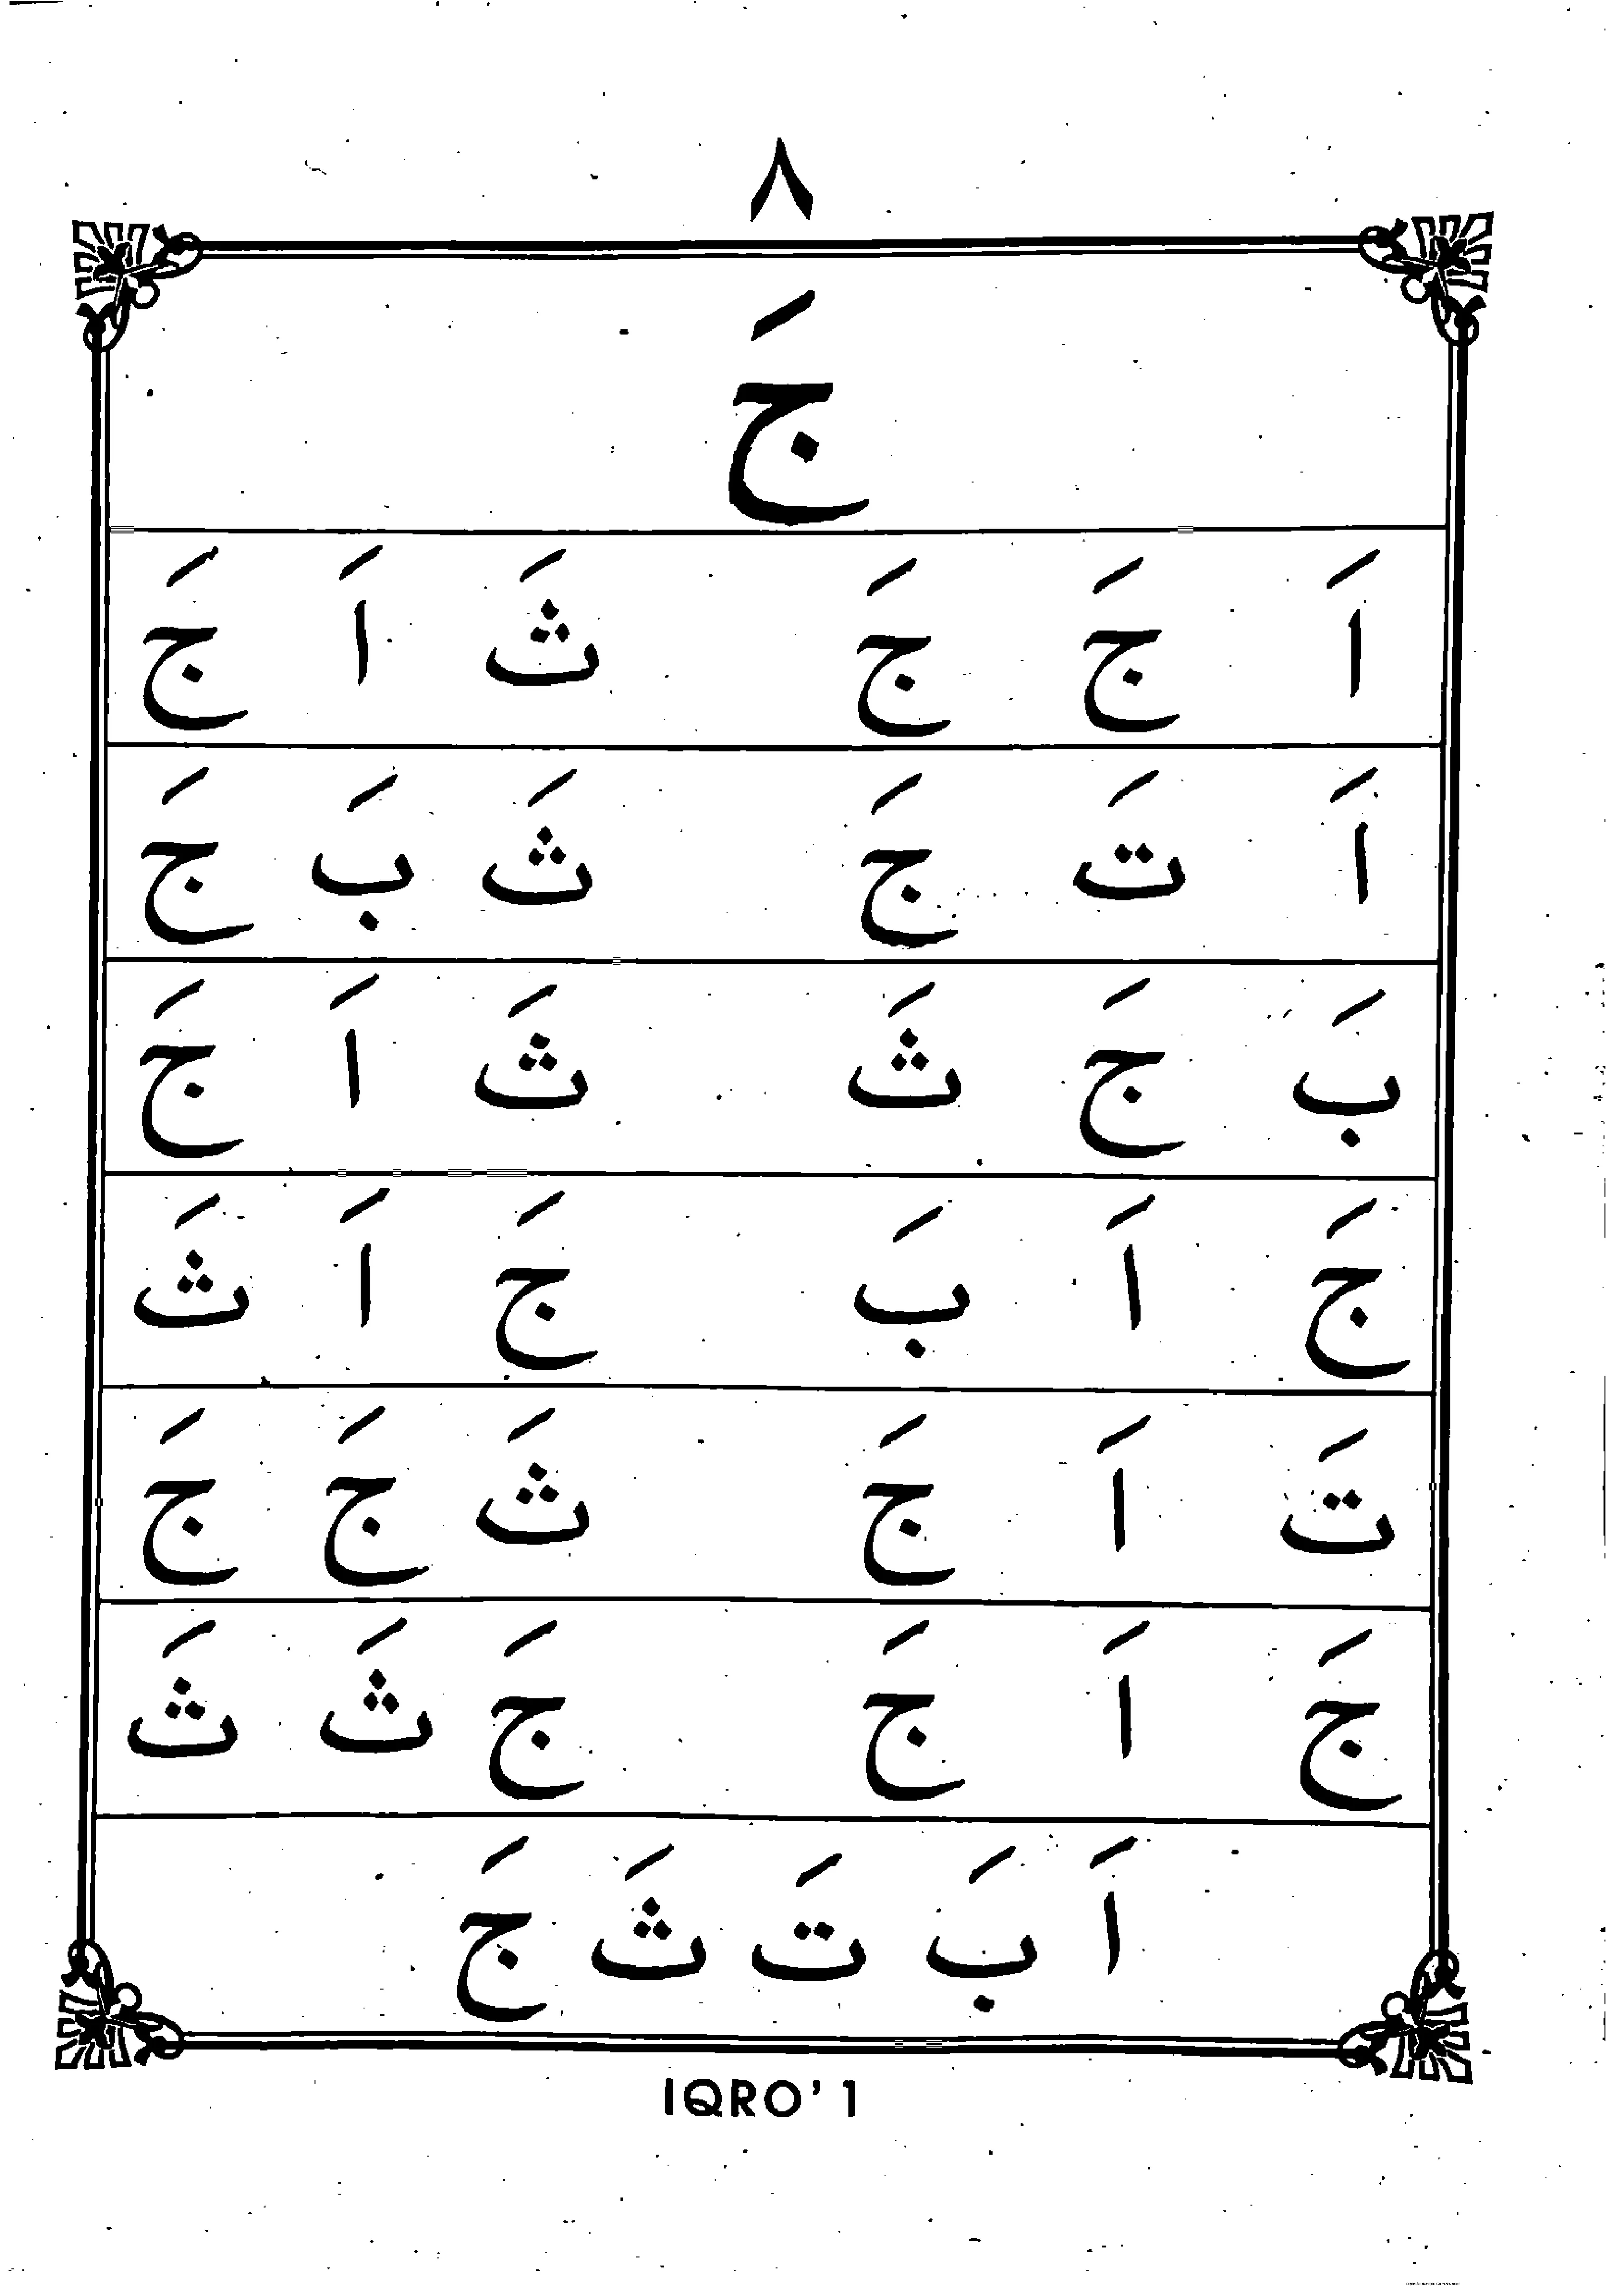 ٨
جَ
اَ جَ جَ ثَ اَ جَ
اَ تَ جَ ثَ بَ جَ
بَ جَ ثَ ثَ اَ جَ
جَ اَ بَ جَ اَ ثَ
تَ اَ جَ ثَ جَ جَ
جَ اَ جَ جَ ثَ ثَ
اَ بَ تَ ثَ جَ
IQRO' 1